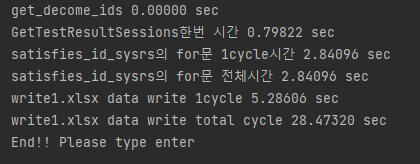 get_decome_ids 0.00000 sec
GetTestResultSessions한번 시간 0.79822 sec
satisfies_id_sysrs의 for문 1cycle시간 2.84096 sec
satisfies_id_sysrs의 for문 전체시간 2.84096 sec
write1.xlsx data write 1cycle 5.28606 sec
write1.xlsx data write total cycle 28.47320 sec
End!! Please type enter